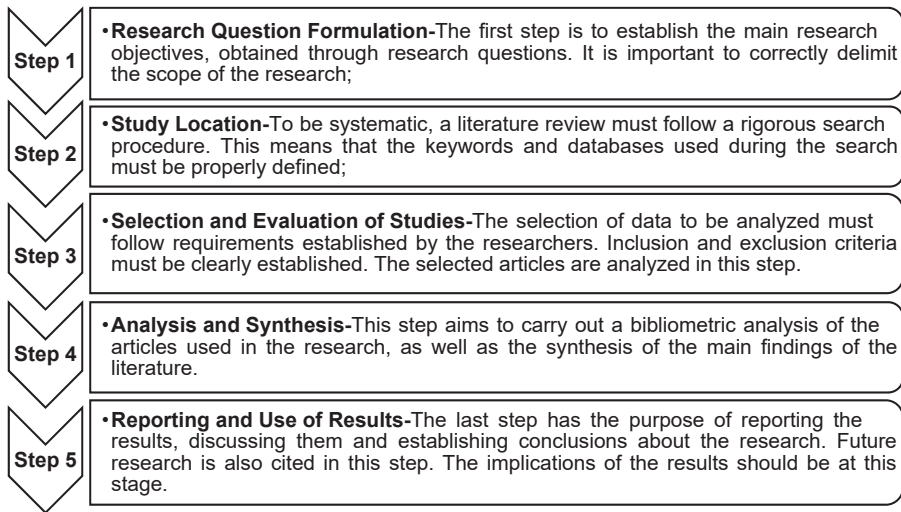 Step 1
•Research Question Formulation-The first step is to establish the main research
objectives, obtained through research questions. It is important to correctly delimit
the scope of the research;
Step 2
•Study Location-To be systematic, a literature review must follow a rigorous search
procedure. This means that the keywords and databases used during the search
must be properly defined;
Step 3
•Selection and Evaluation of Studies-The selection of data to be analyzed must
follow requirements established by the researchers. Inclusion and exclusion criteria
must be clearly established. The selected articles are analyzed in this step.
Step 4
•Analysis and Synthesis-This step aims to carry out a bibliometric analysis of the
articles used in the research, as well as the synthesis of the main findings of the
literature.
Step 5
•Reporting and Use of Results-The last step has the purpose of reporting the
results, discussing them and establishing conclusions about the research. Future
research is also cited in this step. The implications of the results should be at this
stage.